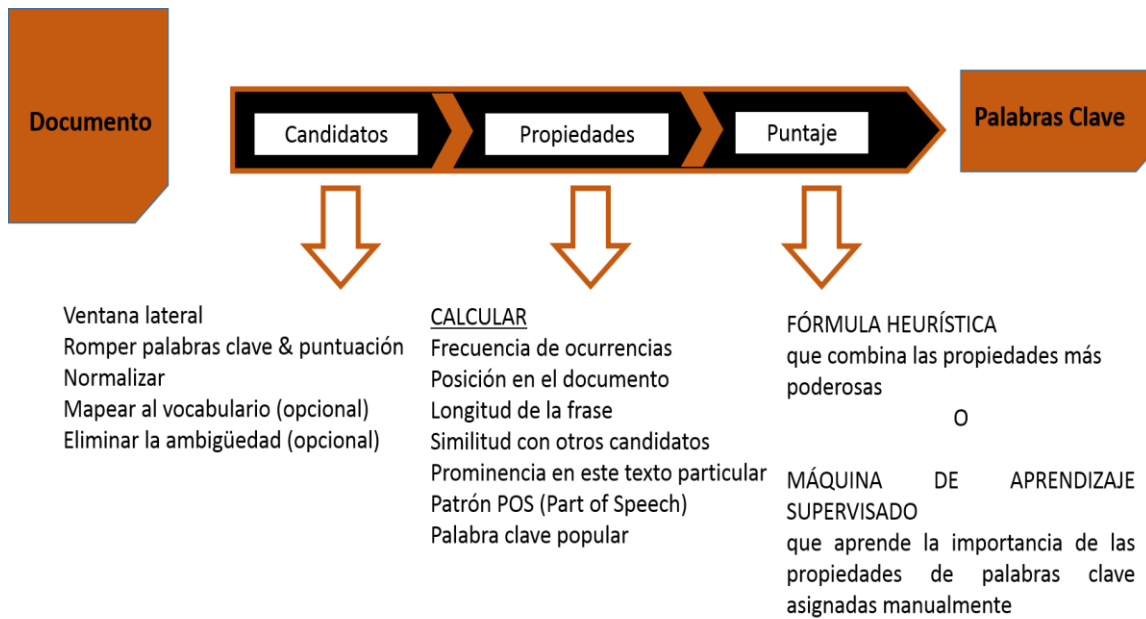 Documento
Candidatos
Propiedades
Puntaje
Palabras Clave
Ventana lateral
Romper palabras clave & puntuación
Normalizar
Mapear al vocabulario (opcional)
Eliminar la ambigüedad (opcional)
CALCULAR
Frecuencia de ocurrencias
Posición en el documento
Longitud de la frase
Similitud con otros candidatos
Prominencia en este texto particular
Patrón POS (Part of Speech)
Palabra clave popular
FÓRMULA HEURÍSTICA
que combina las propiedades más
poderosas
O
MÁQUINA DE APRENDIZAJE
SUPERVISADO
que aprende la importancia de las
propiedades de palabras clave
asignadas manualmente